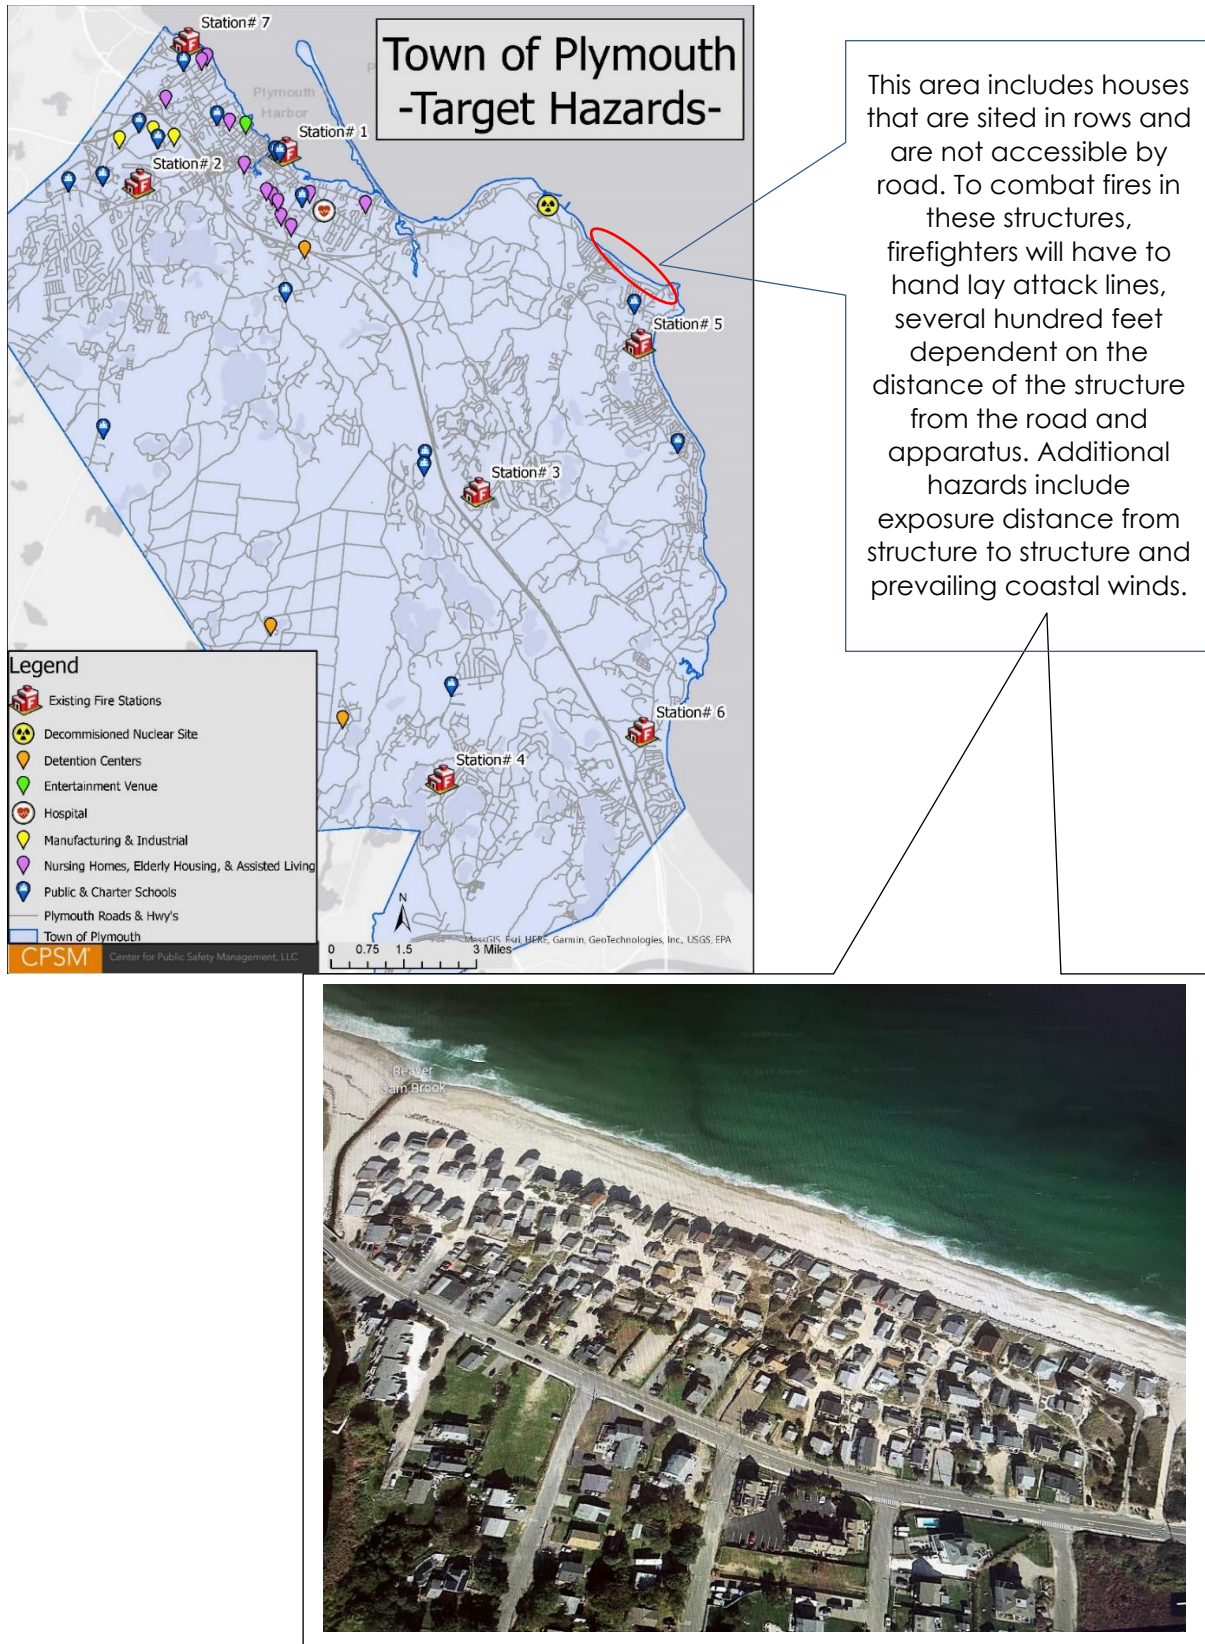 Station# 7
Town of Plymouth
-Target Hazards-
Plymouth
Harbor
Station# 1
Station# 2
Station# 5
Station# 3
Station# 6
Station# 4
Legend
Existing Fire Stations
Decommisioned Nuclear Site
Detention Centers
Entertainment Venue
Hospital
Manufacturing & Industrial
Nursing Homes, Elderly Housing, & Assisted Living
Public & Charter Schools
Plymouth Roads & Hwy's
Town of Plymouth
CPSM® Center for Public Safety Management, LLC
N
0 0.75 1.5 3 Miles
MassGIS, Esri, HERE, Garmin, GeoTechnologies, Inc., USGS, EPA
This area includes houses
that are sited in rows and
are not accessible by
road. To combat fires in
these structures,
firefighters will have to
hand lay attack lines,
several hundred feet
dependent on the
distance of the structure
from the road and
apparatus. Additional
hazards include
exposure distance from
structure to structure and
prevailing coastal winds.
Beaver
Brook